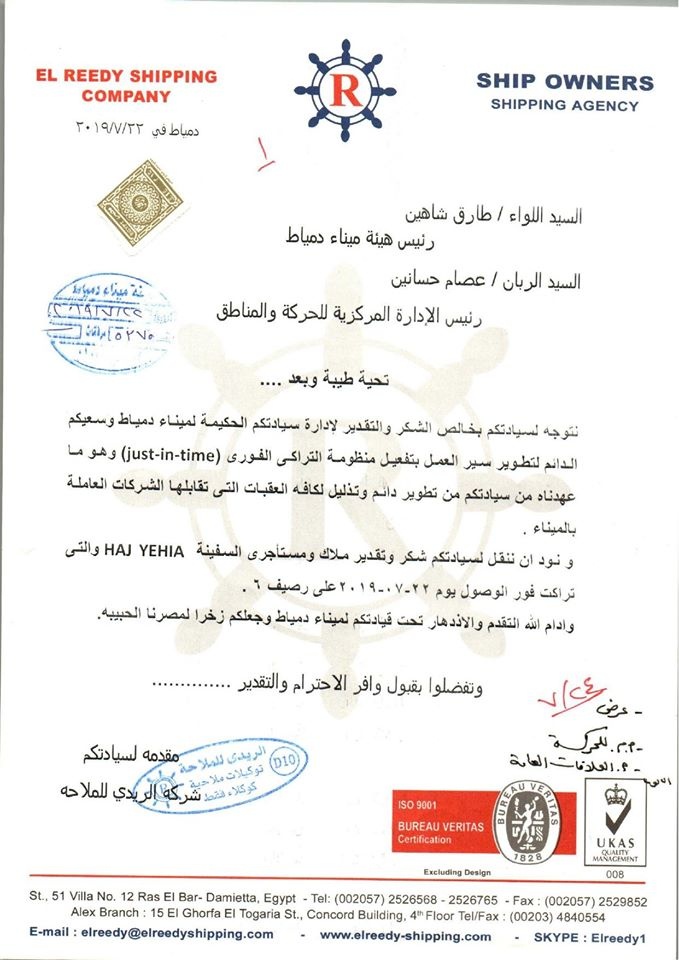 EL REEDY SHIPPING
COMPANY
R
SHIP OWNERS
SHIPPING AGENCY
دمياط في ٢٠١٩/٧/٢٣
١
السيد اللواء / طارق شاهين
رئيس هيئة ميناء دمياط
السيد الربان / عصام حسانين
رئيس الإدارة المركزية للحركة والمناطق
ميناء دمياط
٥٢٧٥
تحية طيبة وبعد ....
نتوجه لسيادتكم بخالص الشكر والتقدير لإدارة سيادتكم الحكيمة لميناء دمياط وسعيكم
الدائم لتطوير سير العمل بتفعيل منظومة التراكى الفورى (just-in-time) وهو ما
عهدناه من سيادتكم من تطوير دائم وتذليل لكافه العقبات التى تقابلها الشركات العاملة
بالميناء .
و نود ان ننقل لسيادتكم شكر وتقدير ملاك ومستأجرى السفينة HAJ YEHIA والتى
تراكت فور الوصول يوم ٢٢-٠٧-٢٠١٩ على رصيف ٦ .
وادام الله التقدم والاذدهار تحت قيادتكم لميناء دمياط وجعلكم زخرا لمصرنا الحبيبه.
وتفضلوا بقبول وافر الاحترام والتقدير ..............
٧/٢٤
- عرض
- م.م. للحركة
- م. العلاقات العامة
مقدمه لسيادتكم
شركة الريدي للملاحه
الريدى للملاحة
توكيلات ملاحية
كوكلاء فقط
D10
R
ISO 9001
BUREAU VERITAS
Certification
BUREAU VERITAS
1828
UKAS
QUALITY
MANAGEMENT
Excluding Design
008
St., 51 Villa No. 12 Ras El Bar- Damietta, Egypt - Tel: (002057) 2526568 - 2526765 - Fax : (002057) 2529852
Alex Branch : 15 El Ghorfa El Togaria St., Concord Building, 4th Floor Tel/Fax : (00203) 4840554
E-mail : elreedy@elreedyshipping.com - www.elreedy-shipping.com - SKYPE : Elreedy1